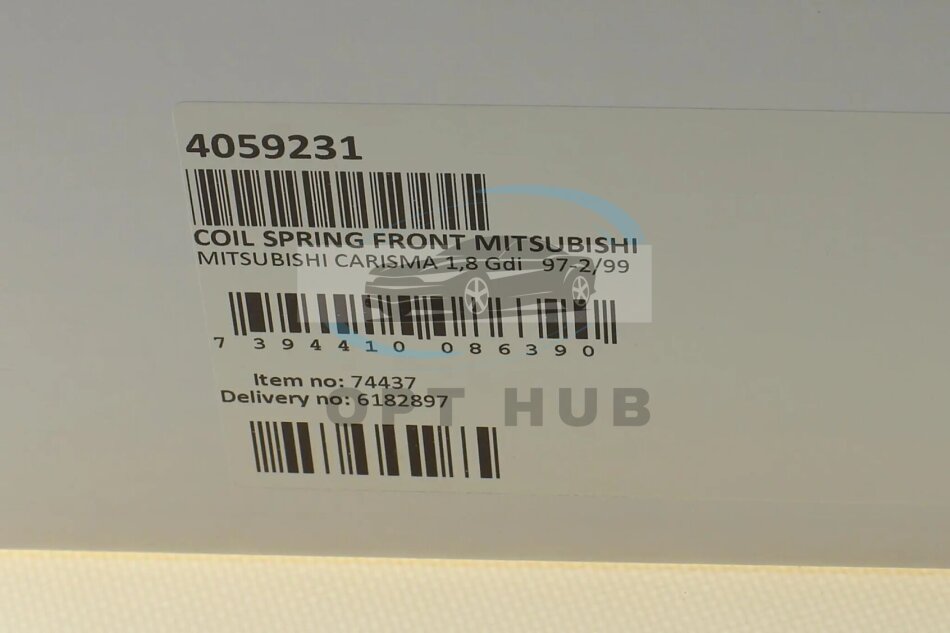 4059231
COIL SPRING FRONT MITSUBISHI
MITSUBISHI CARISMA 1,8 Gdi 97-2/99
7 394410 086390
Item no: 74437
Delivery no: 6182897
OPT HUB